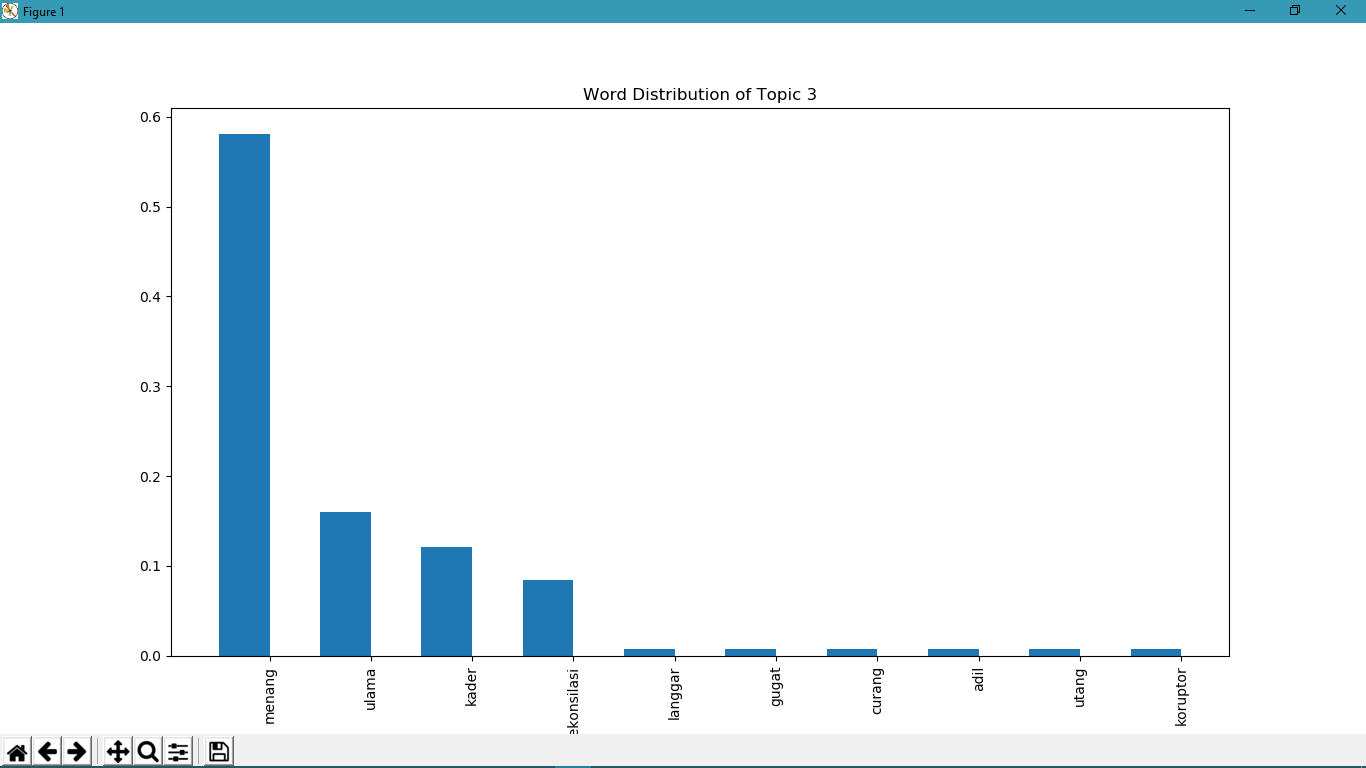 Figure 1
Word Distribution of Topic 3
0.6
0.5
0.4
0.3
0.2
0.1
0.0
menang
ulama
kader
ekonsilasi
langgar
gugat
curang
adil
utang
koruptor